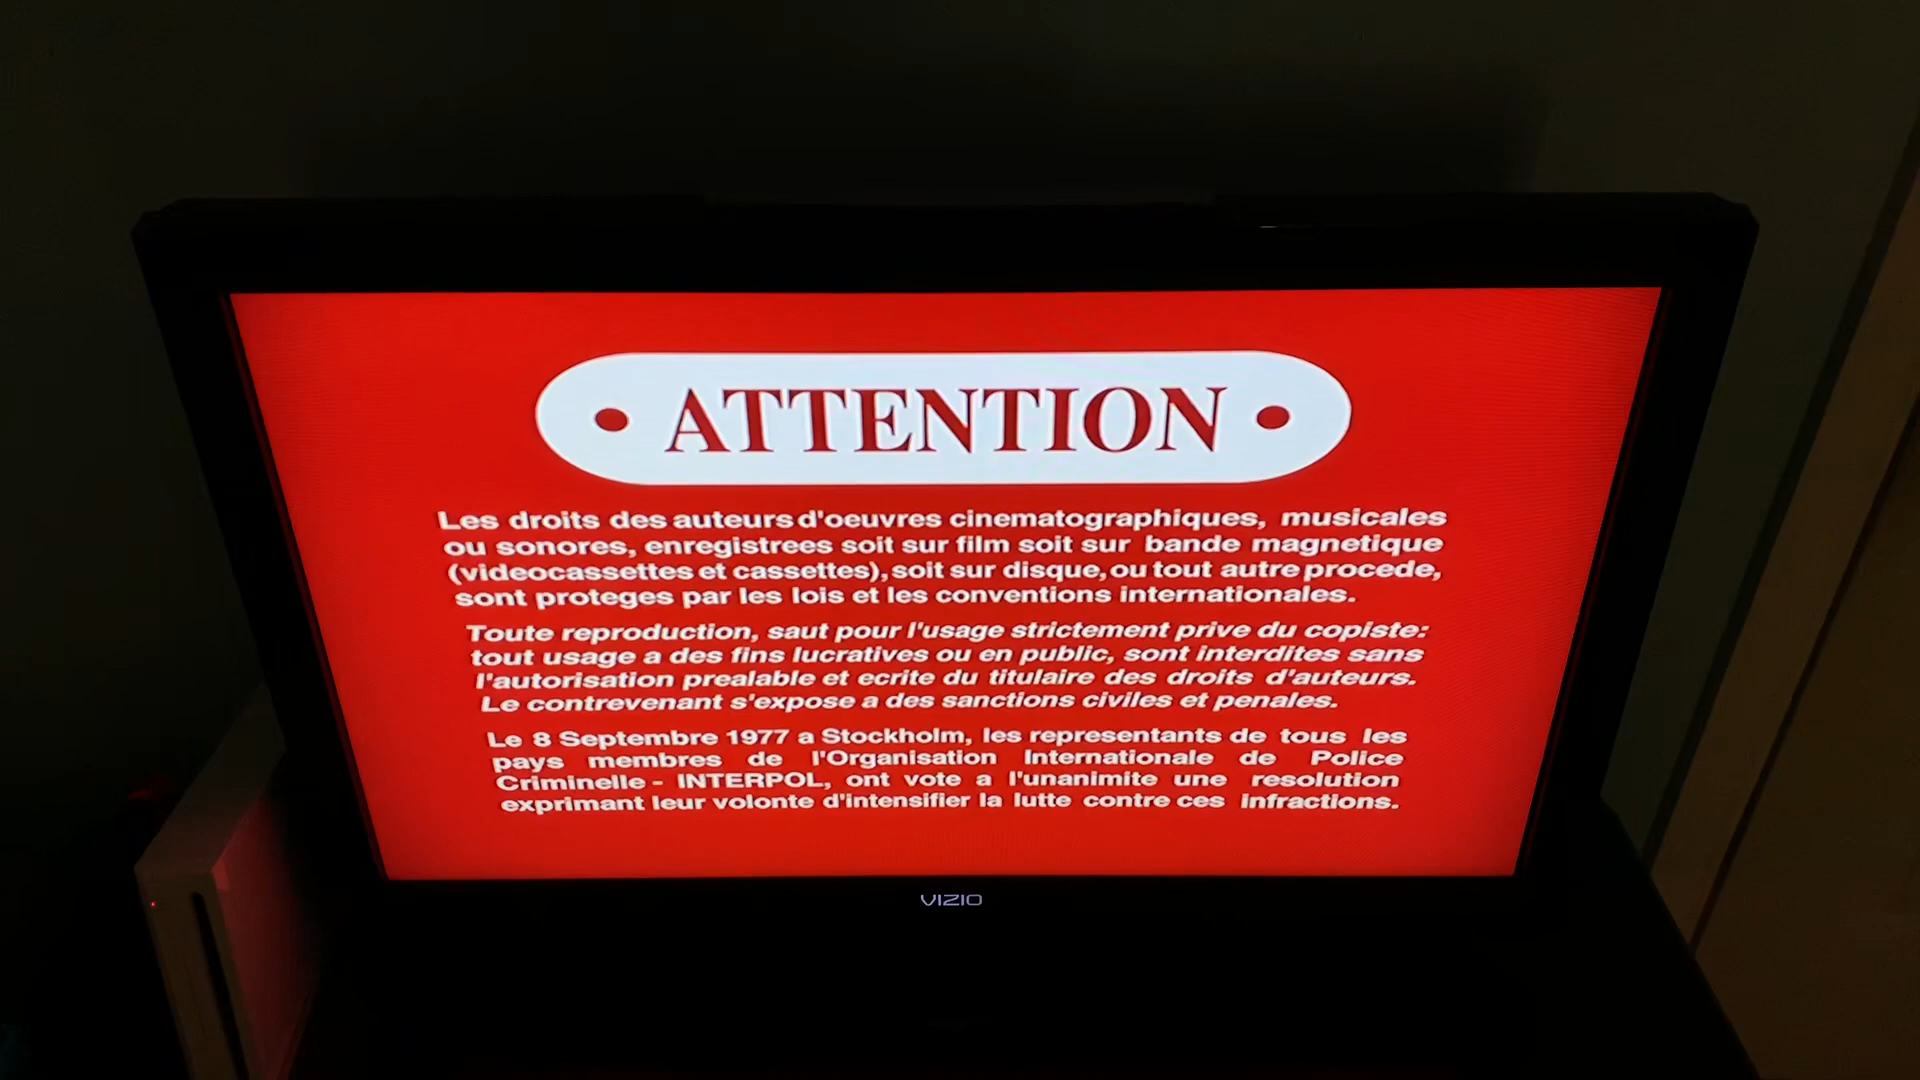 • ATTENTION •
Les droits des auteurs d'oeuvres cinematographiques, musicales
ou sonores, enregistrees soit sur film soit sur bande magnetique
(videocassettes et cassettes), soit sur disque, ou tout autre procede,
sont proteges par les lois et les conventions internationales.
Toute reproduction, saut pour l'usage strictement prive du copiste:
tout usage a des fins lucratives ou en public, sont interdites sans
l'autorisation prealable et ecrite du titulaire des droits d'auteurs.
Le contrevenant s'expose a des sanctions civiles et penales.
Le 8 Septembre 1977 a Stockholm, les representants de tous les
pays membres de l'Organisation Internationale de Police
Criminelle - INTERPOL, ont vote a l'unanimite une resolution
exprimant leur volonte d'intensifier la lutte contre ces infractions.
VIZIO